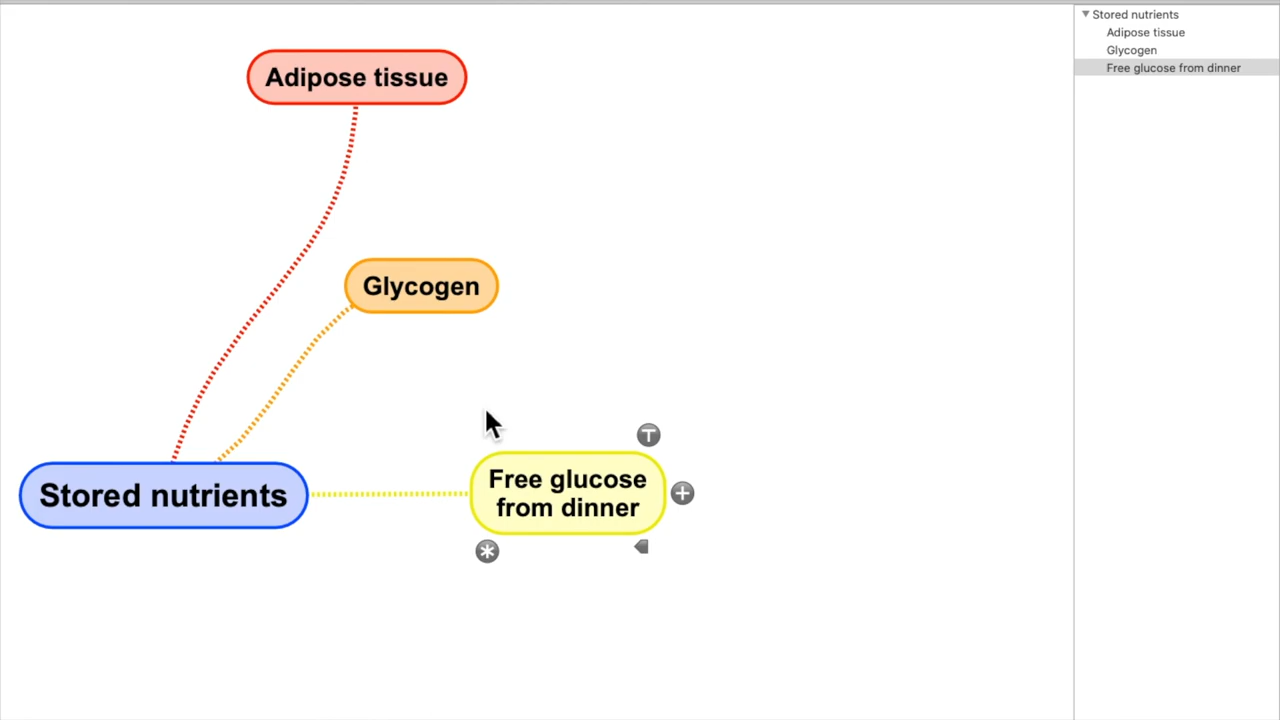 Adipose tissue
Glycogen
Stored nutrients
Free glucose
from dinner
Stored nutrients
Adipose tissue
Glycogen
Free glucose from dinner